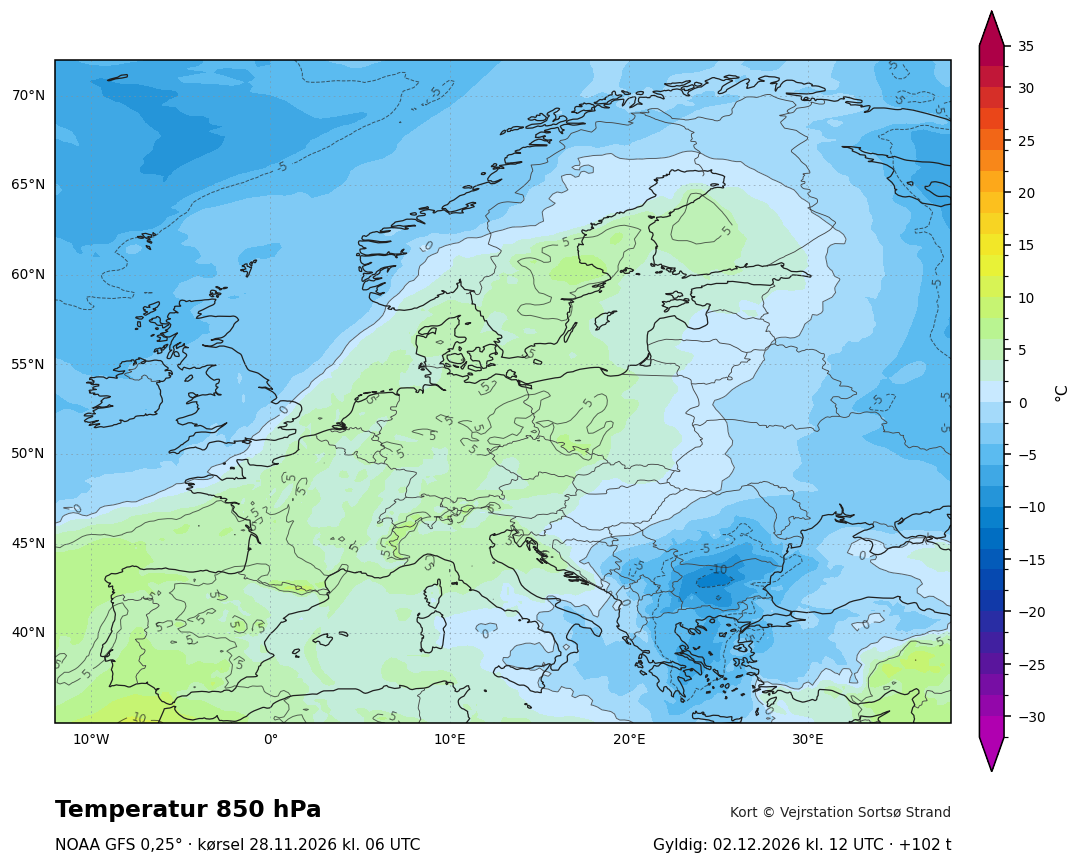 70°N
65°N
60°N
55°N
50°N
45°N
40°N
10°W
0°
10°E
20°E
30°E
35
30
25
20
15
10
5
0
−5
−10
−15
−20
−25
−30
°C
Temperatur 850 hPa
Kort © Vejrstation Sortsø Strand
NOAA GFS 0,25° · kørsel 28.11.2026 kl. 06 UTC
Gyldig: 02.12.2026 kl. 12 UTC · +102 t